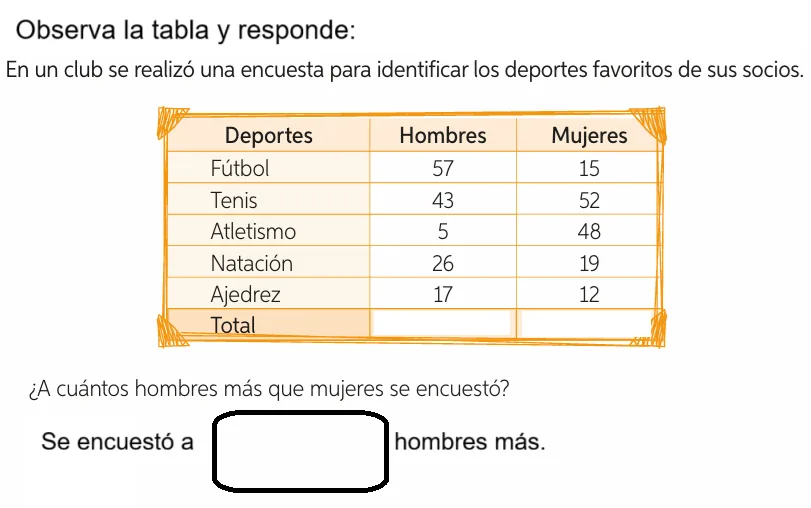 Observa la tabla y responde:
En un club se realizó una encuesta para identificar los deportes favoritos de sus socios.
Deportes Hombres Mujeres
Fútbol 57 15
Tenis 43 52
Atletismo 5 48
Natación 26 19
Ajedrez 17 12
Total
¿A cuántos hombres más que mujeres se encuestó?
Se encuestó a hombres más.